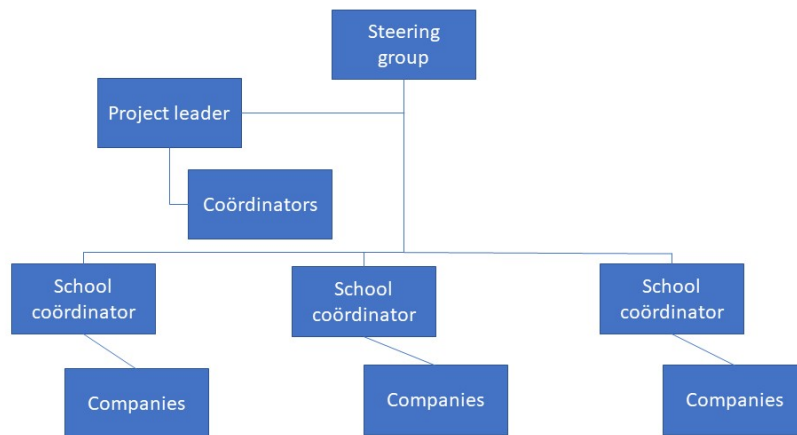 Steering
group
Project leader
Coördinators
School
coördinator
School
coördinator
School
coördinator
Companies
Companies
Companies